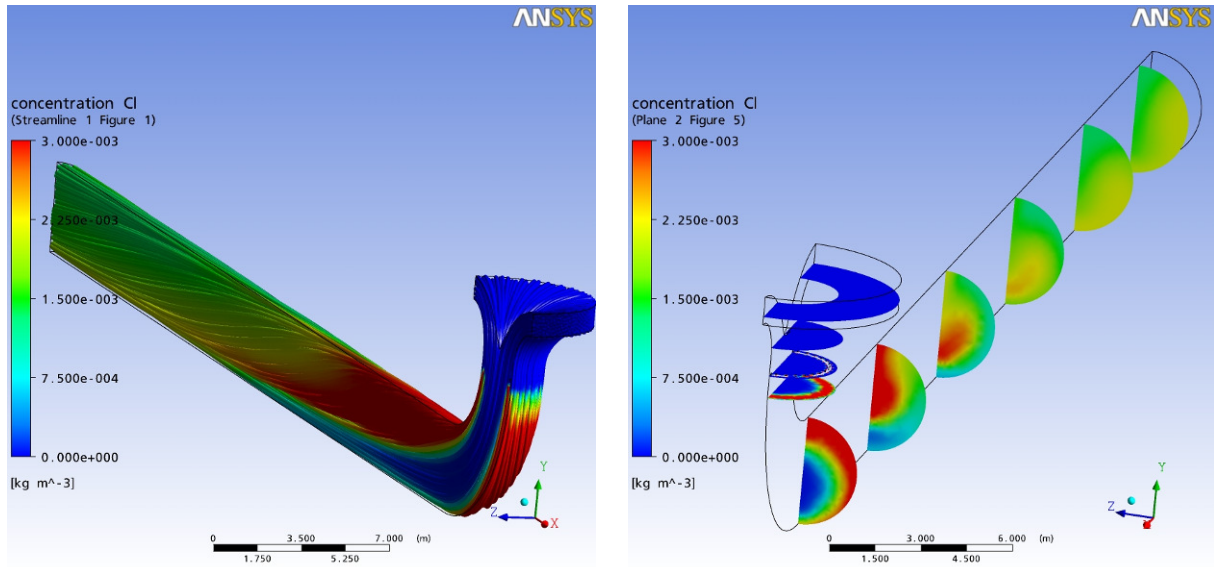 ANSYS
concentration Cl
(Streamline 1 Figure 1)
3.000e-003
2.250e-003
1.500e-003
7.500e-004
0.000e+000
[kg m^-3]
Y
Z
X
0 3.500 7.000 (m)
1.750 5.250
ANSYS
concentration Cl
(Plane 2 Figure 5)
3.000e-003
2.250e-003
1.500e-003
7.500e-004
0.000e+000
[kg m^-3]
Y
Z
0 3.000 6.000 (m)
1.500 4.500